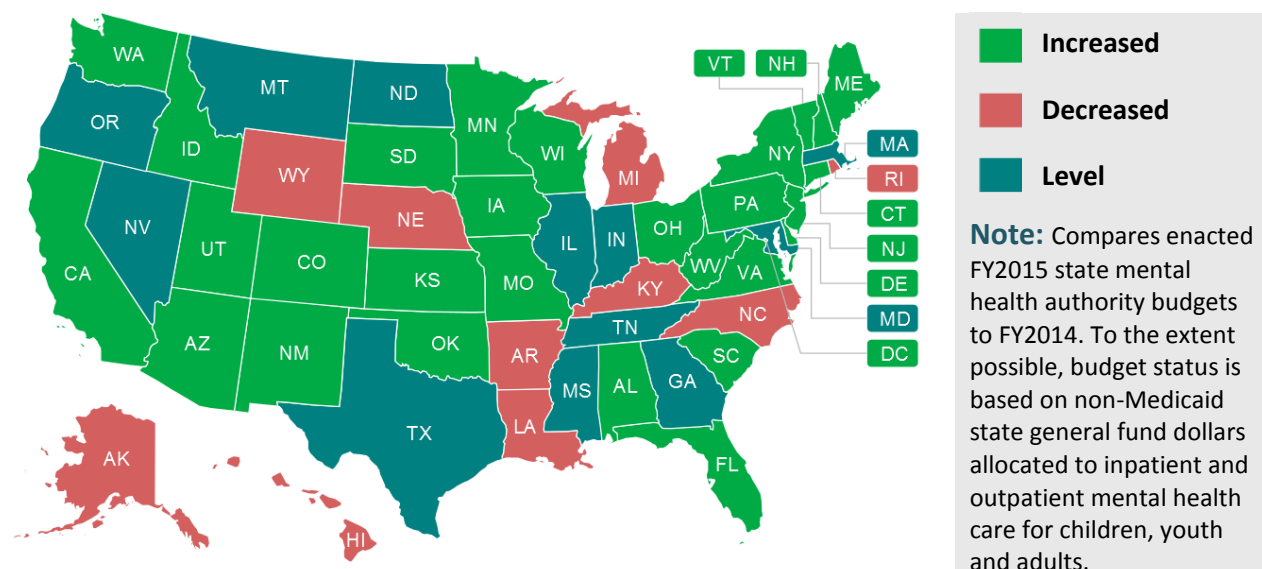 WA
MT
ND
MN
VT
NH
ME
OR
ID
WY
SD
WI
MI
NY
MA
RI
CT
NJ
DE
MD
DC
NV
UT
CO
NE
IA
IL
IN
OH
PA
CA
KS
MO
KY
WV
VA
AZ
NM
OK
AR
TN
NC
SC
TX
LA
MS
AL
GA
FL
AK
HI
Increased
Decreased
Level
Note: Compares enacted
FY2015 state mental
health authority budgets
to FY2014. To the extent
possible, budget status is
based on non-Medicaid
state general fund dollars
allocated to inpatient and
outpatient mental health
care for children, youth
and adults.